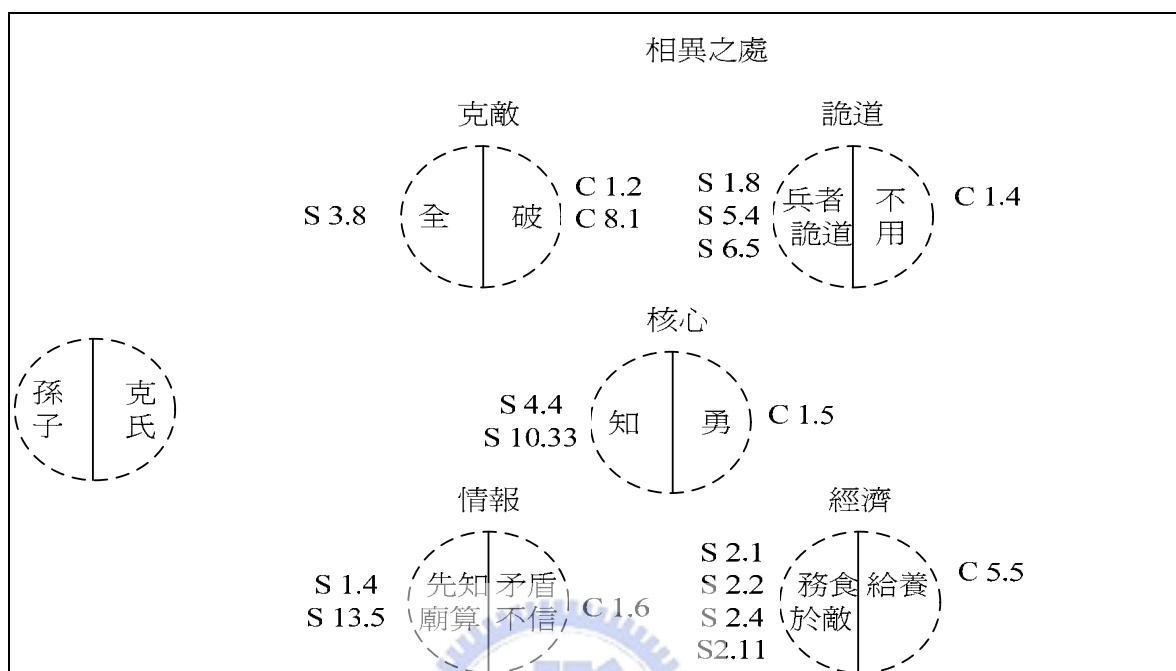 相異之處
克敵
詭道
S 3.8
全
破
C 1.2
C 8.1
S 1.8
S 5.4
S 6.5
兵者
詭道
不
用
C 1.4
核心
孫
子
克
氏
S 4.4
S 10.33
知
勇
C 1.5
情報
經濟
S 1.4
S 13.5
先知
廟算
矛盾
不信
C 1.6
S 2.1
S 2.2
S 2.4
S2.11
務食
於敵
給養
C 5.5